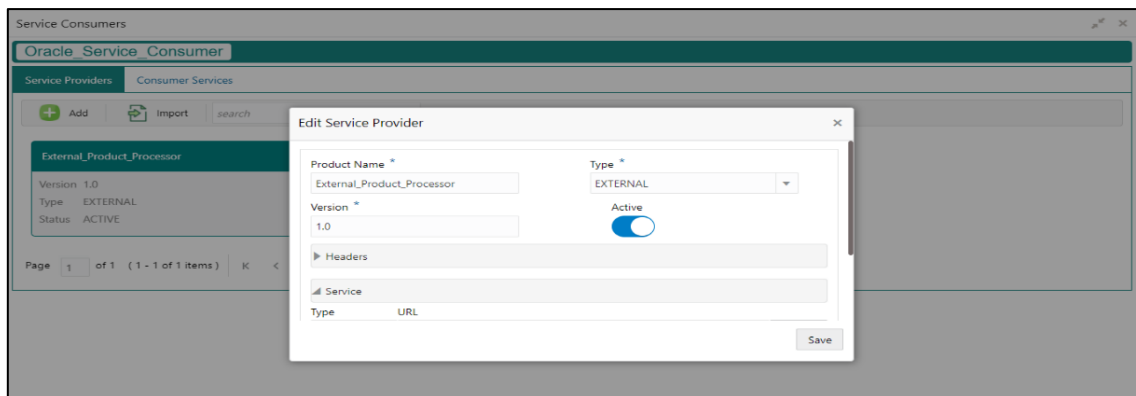 Service Consumers
Oracle_Service_Consumer
Service Providers Consumer Services
Add Import search
External_Product_Processor
Version 1.0
Type EXTERNAL
Status ACTIVE
Page 1 of 1 (1 - 1 of 1 items)
Edit Service Provider
Product Name * Type *
External_Product_Processor EXTERNAL
Version * Active
1.0
Headers
Service
Type URL
Save